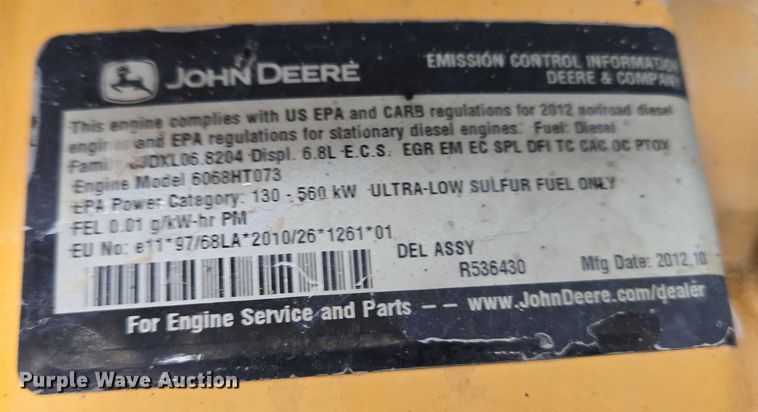 JOHN DEERE
EMISSION CONTROL INFORMATION
DEERE & COMPANY
This engine complies with US EPA and CARB regulations for 2012 nonroad diesel
engines and EPA regulations for stationary diesel engines. Fuel: Diesel
JDXL06.8204 Displ. 6.8L E.C.S. EGR EM EC SPL DFI TC CAC OC PTOX
Engine Model 6068HT073
EPA Power Category: 130 - 560 kW ULTRA-LOW SULFUR FUEL ONLY
FEL 0.01 g/kW-hr PM
EU No: e11*97/68LA*2010/26*1261*01
DEL ASSY
R536430
Mfg Date: 2012,10
For Engine Service and Parts -- www.JohnDeere.com/dealer
Purple Wave Auction